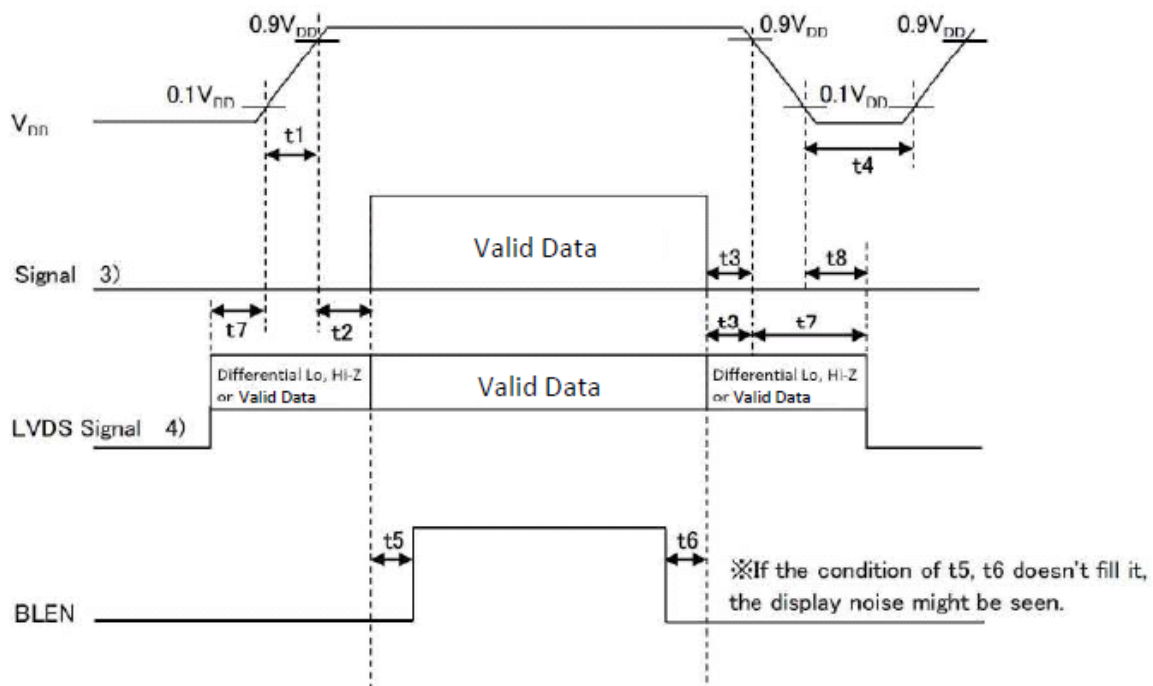 0.9VDD
0.9VDD
0.9VDD
0.1VDD
0.1VDD
VDD
t1
t4
Valid Data
Signal 3)
t3
t8
t7
t2
t3
t7
Differential Lo, Hi-Z
or Valid Data
Valid Data
Differential Lo, Hi-Z
or Valid Data
LVDS Signal 4)
t5
t6
BLEN
※If the condition of t5, t6 doesn't fill it,
the display noise might be seen.